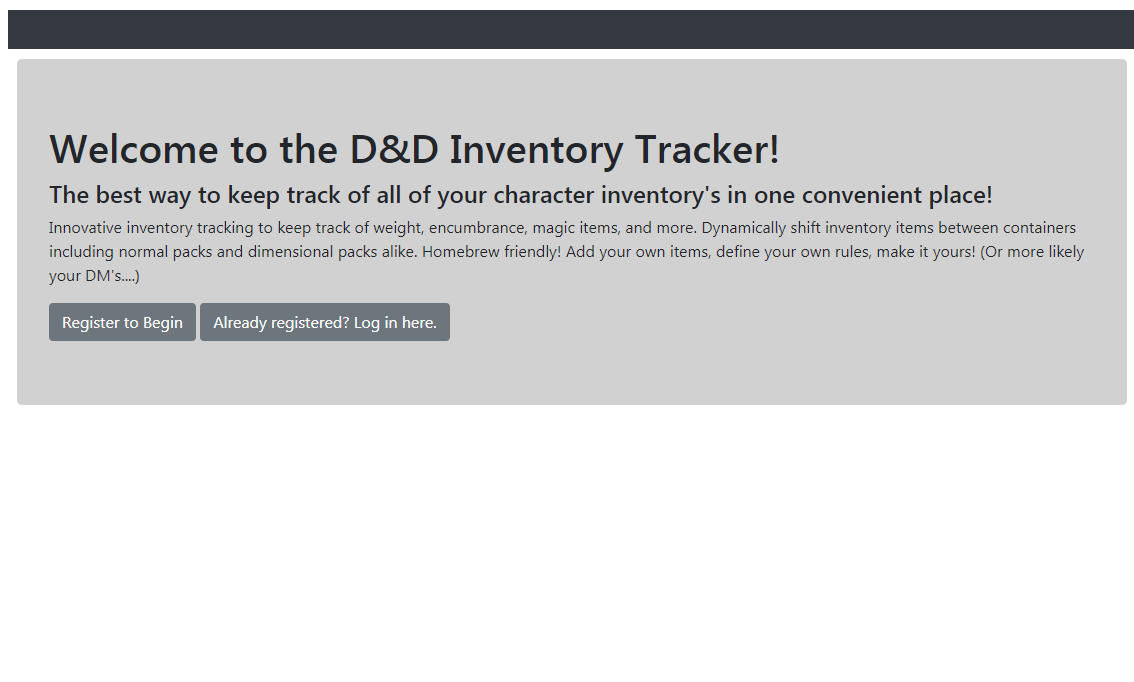 Welcome to the D&D Inventory Tracker!
The best way to keep track of all of your character inventory's in one convenient place!
Innovative inventory tracking to keep track of weight, encumbrance, magic items, and more. Dynamically shift inventory items between containers
including normal packs and dimensional packs alike. Homebrew friendly! Add your own items, define your own rules, make it yours! (Or more likely
your DM's....)
Register to Begin
Already registered? Log in here.